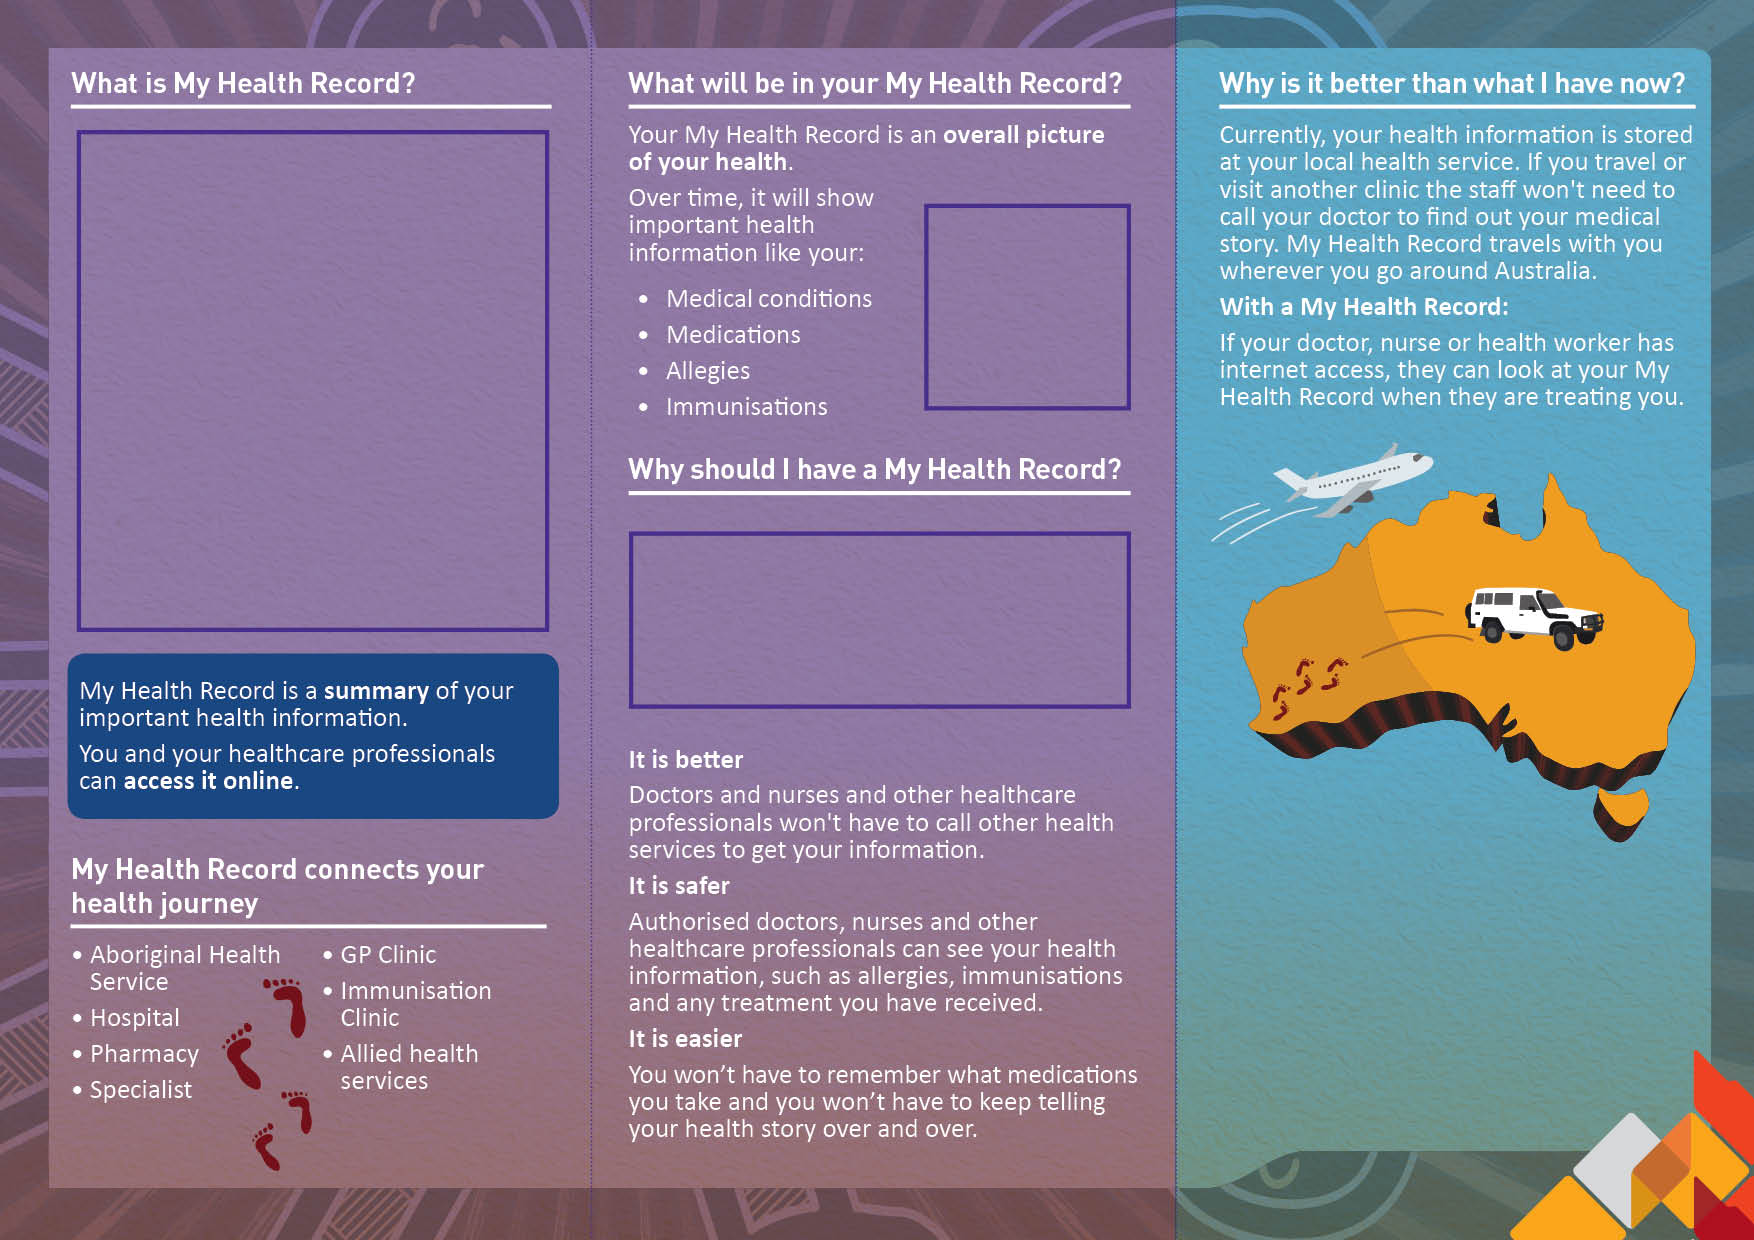 What is My Health Record?
My Health Record is a summary of your
important health information.
You and your healthcare professionals
can access it online.
My Health Record connects your
health journey
• Aboriginal Health
Service
• Hospital
• Pharmacy
• Specialist
• GP Clinic
• Immunisation
Clinic
• Allied health
services
What will be in your My Health Record?
Your My Health Record is an overall picture
of your health.
Over time, it will show
important health
information like your:
• Medical conditions
• Medications
• Allegies
• Immunisations
Why should I have a My Health Record?
It is better
Doctors and nurses and other healthcare
professionals won't have to call other health
services to get your information.
It is safer
Authorised doctors, nurses and other
healthcare professionals can see your health
information, such as allergies, immunisations
and any treatment you have received.
It is easier
You won’t have to remember what medications
you take and you won’t have to keep telling
your health story over and over.
Why is it better than what I have now?
Currently, your health information is stored
at your local health service. If you travel or
visit another clinic the staff won't need to
call your doctor to find out your medical
story. My Health Record travels with you
wherever you go around Australia.
With a My Health Record:
If your doctor, nurse or health worker has
internet access, they can look at your My
Health Record when they are treating you.